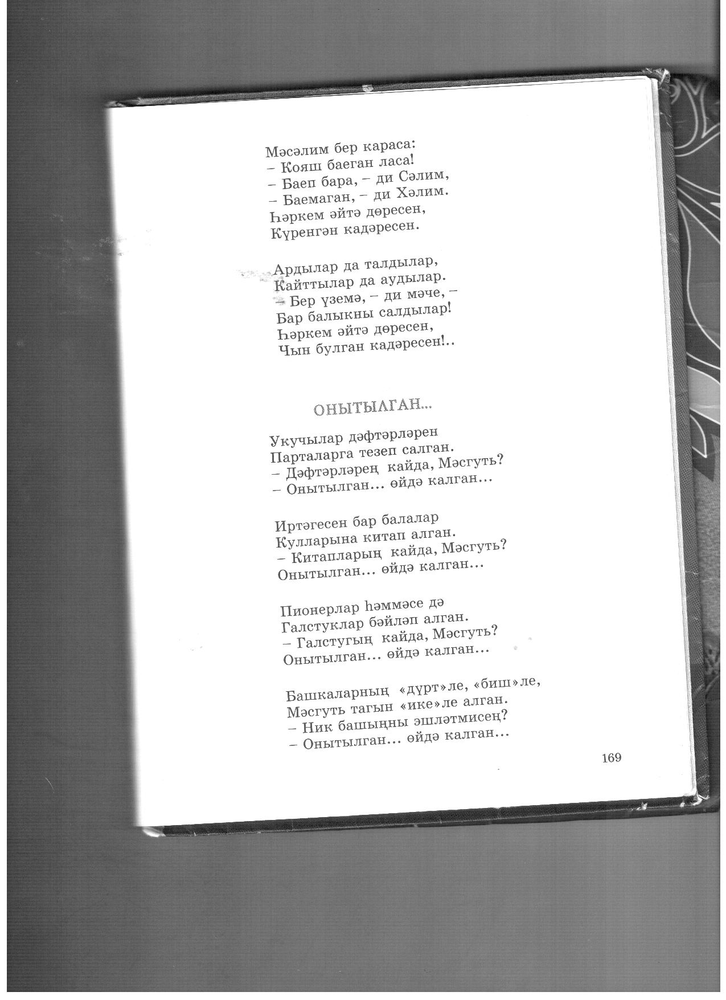 Мәсәлим бер караса:
– Кояш баеган ласа!
– Баеп бара, – ди Сәлим,
– Баемаган, – ди Хәлим.
Һәркем әйтә дөресен,
Күренгән кадәресен.
Ардылар да талдылар,
Кайттылар да аудылар.
– Бер үземә, – ди мәче, –
Бар балыкны салдылар!
Һәркем әйтә дөресен,
Чын булган кадәресен!..
ОНЫТЫЛГАН...
Укучылар дәфтәрләрен
Парталарга тезеп салган.
– Дәфтәрләрең кайда, Мәсгуть?
– Онытылган... өйдә калган...
Иртәгесен бар балалар
Кулларына китап алган.
– Китапларың кайда, Мәсгуть?
Онытылган... өйдә калган...
Пионерлар һәммәсе дә
Галстуклар бәйләп алган.
– Галстугың кайда, Мәсгуть?
Онытылган... өйдә калган...
Башкаларның «дүрт»ле, «биш»ле,
Мәсгуть тагын «ике»ле алган.
– Ник башыңны эшләтмисең?
– Онытылган... өйдә калган...
169